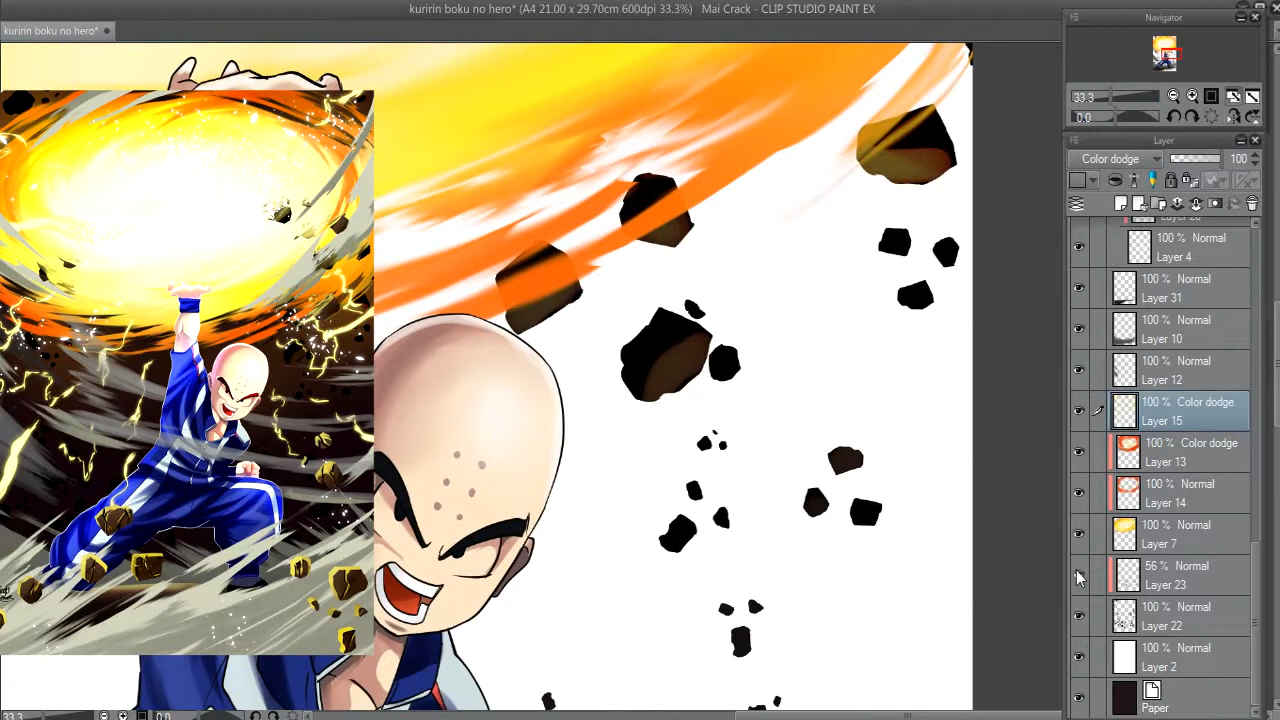 kuririn boku no hero* (A4 21.00 x 29.70cm 600dpi 33.3%)   Mai Crack - CLIP STUDIO PAINT EX
kuririn boku no hero*
Navigator
33.3
0.0
Layer
Color dodge
100
100 % Normal
Layer 4
100 % Normal
Layer 31
100 % Normal
Layer 10
100 % Normal
Layer 12
100 % Color dodge
Layer 15
100 % Color dodge
Layer 13
100 % Normal
Layer 14
100 % Normal
Layer 7
56 % Normal
Layer 23
100 % Normal
Layer 22
100 % Normal
Layer 2
Paper
33.3
0.0